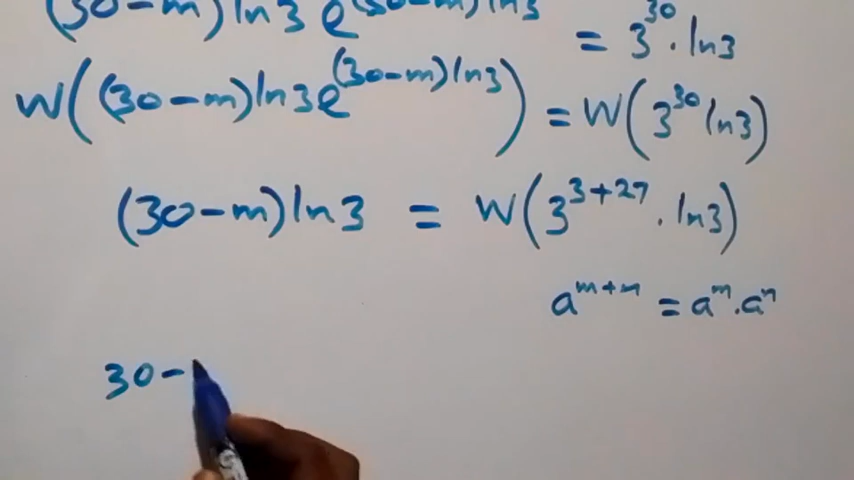 (30-m)ln3 e^(30-m)ln3 = 3^30 . ln3
W((30-m)ln3e^(30-m)ln3) = W(3^30 ln3)
(30-m)ln3 = W(3^3+27 . ln3)
a^m+n = a^m . a^n
30-